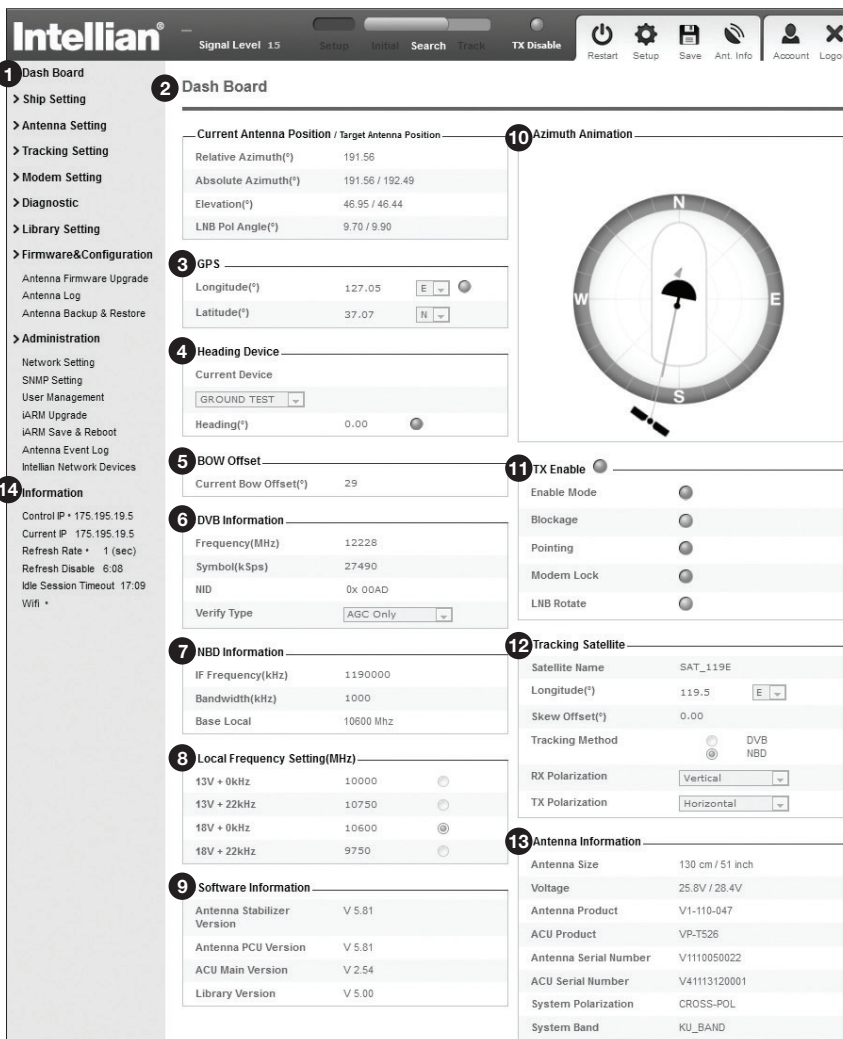 Intellian®
Signal Level 15
Setup Initial Search Track
TX Disable
Restart Setup Save Ant. Info Account Logo
1 Dash Board
> Ship Setting
> Antenna Setting
> Tracking Setting
> Modem Setting
> Diagnostic
> Library Setting
> Firmware&Configuration
Antenna Firmware Upgrade
Antenna Log
Antenna Backup & Restore
> Administration
Network Setting
SNMP Setting
User Management
iARM Upgrade
iARM Save & Reboot
Antenna Event Log
Intellian Network Devices
14 Information
Control IP • 175.195.19.5
Current IP 175.195.19.5
Refresh Rate • 1 (sec)
Refresh Disable 6:08
Idle Session Timeout 17:09
Wifi •
2 Dash Board
Current Antenna Position / Target Antenna Position
Relative Azimuth(°) 191.56
Absolute Azimuth(°) 191.56 / 192.49
Elevation(°) 46.95 / 46.44
LNB Pol Angle(°) 9.70 / 9.90
3 GPS
Longitude(°) 127.05 E
Latitude(°) 37.07 N
4 Heading Device
Current Device
GROUND TEST
Heading(°) 0.00
5 BOW Offset
Current Bow Offset(°) 29
6 DVB Information
Frequency(MHz) 12228
Symbol(kSps) 27490
NID 0x 00AD
Verify Type AGC Only
7 NBD Information
IF Frequency(kHz) 1190000
Bandwidth(kHz) 1000
Base Local 10600 Mhz
8 Local Frequency Setting(MHz)
13V + 0kHz 10000
13V + 22kHz 10750
18V + 0kHz 10600
18V + 22kHz 9750
9 Software Information
Antenna Stabilizer Version V 5.81
Antenna PCU Version V 5.81
ACU Main Version V 2.54
Library Version V 5.00
10 Azimuth Animation
N
W E
S
11 TX Enable
Enable Mode
Blockage
Pointing
Modem Lock
LNB Rotate
12 Tracking Satellite
Satellite Name SAT_119E
Longitude(°) 119.5 E
Skew Offset(°) 0.00
Tracking Method DVB
NBD
RX Polarization Vertical
TX Polarization Horizontal
13 Antenna Information
Antenna Size 130 cm / 51 inch
Voltage 25.8V / 28.4V
Antenna Product V1-110-047
ACU Product VP-T526
Antenna Serial Number V1110050022
ACU Serial Number V41113120001
System Polarization CROSS-POL
System Band KU_BAND